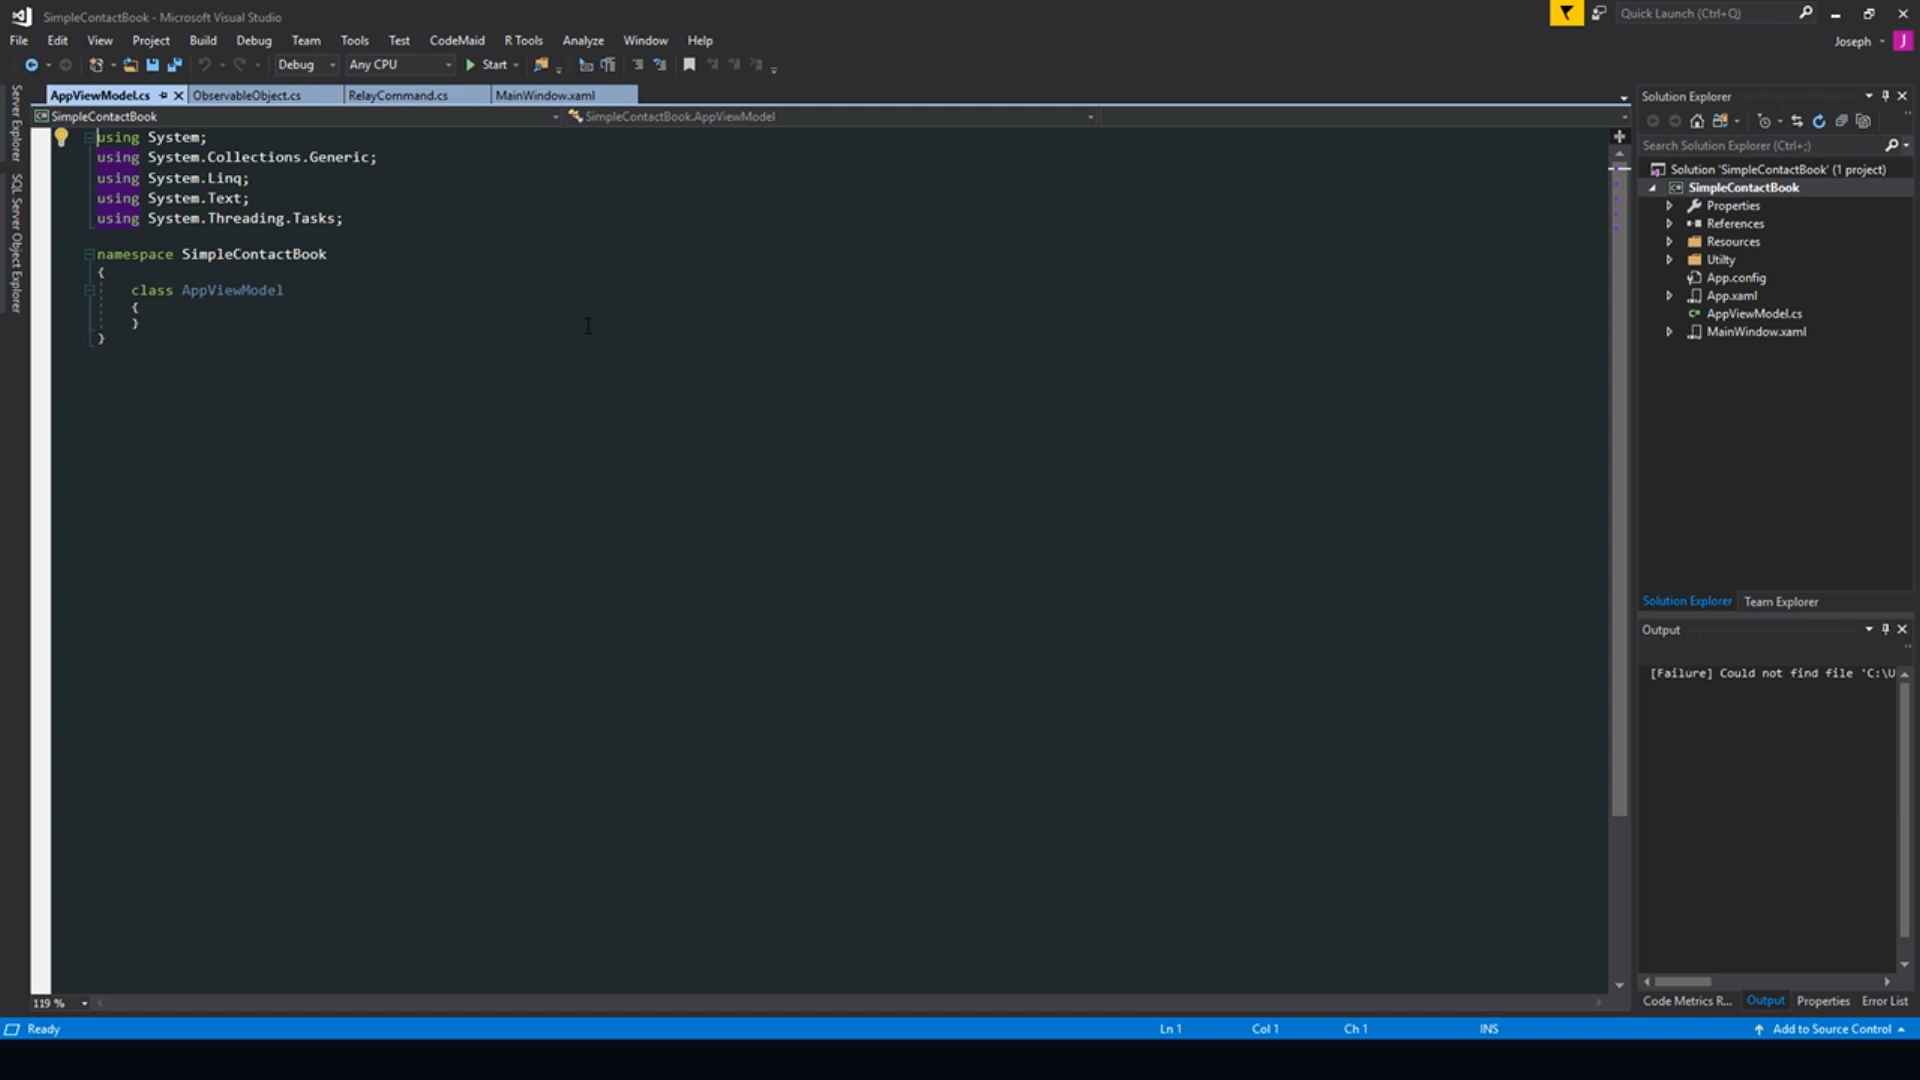 SimpleContactBook - Microsoft Visual Studio
Quick Launch (Ctrl+Q)
File Edit View Project Build Debug Team Tools Test CodeMaid R Tools Analyze Window Help
Joseph J
Debug Any CPU Start
AppViewModel.cs ObservableObject.cs RelayCommand.cs MainWindow.xaml
SimpleContactBook SimpleContactBook.AppViewModel
Server Explorer
SQL Server Object Explorer
using System;
using System.Collections.Generic;
using System.Linq;
using System.Text;
using System.Threading.Tasks;
namespace SimpleContactBook
{
class AppViewModel
{
}
}
119 %
Solution Explorer
Search Solution Explorer (Ctrl+;)
Solution 'SimpleContactBook' (1 project)
SimpleContactBook
Properties
References
Resources
Utilty
App.config
App.xaml
AppViewModel.cs
MainWindow.xaml
Solution Explorer Team Explorer
Output
[Failure] Could not find file 'C:\U
Code Metrics R... Output Properties Error List
Ready Ln 1 Col 1 Ch 1 INS Add to Source Control